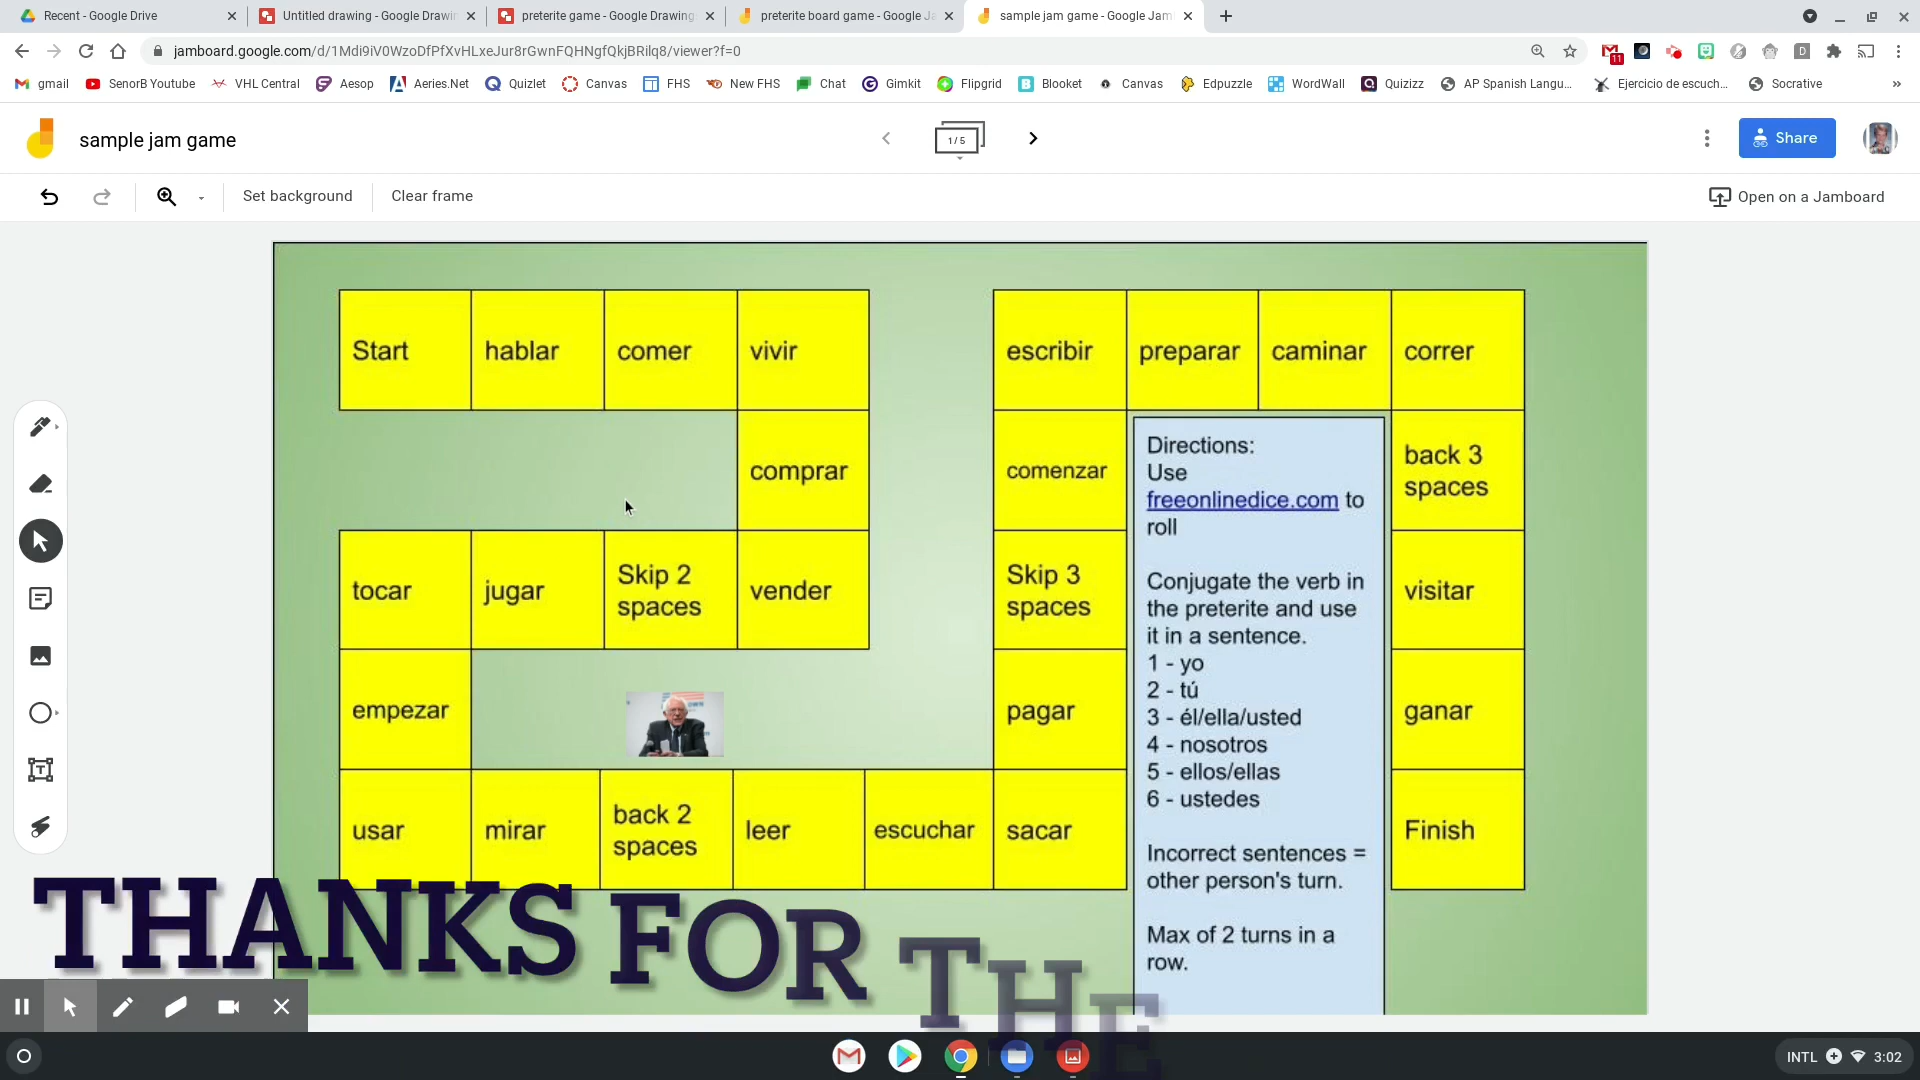 Recent - Google Drive
Untitled drawing - Google Drawin
preterite game - Google Drawing
preterite board game - Google Ja
sample jam game - Google Jam
jamboard.google.com/d/1Mdi9iV0WzoDfPfXvHLxeJur8rGwnFQHNgfQkjBRilq8/viewer?f=0
11
gmail
SenorB Youtube
VHL Central
Aesop
Aeries.Net
Quizlet
Canvas
FHS
New FHS
Chat
Gimkit
Flipgrid
Blooket
Canvas
Edpuzzle
WordWall
Quizizz
AP Spanish Langu...
Ejercicio de escuch...
Socrative
sample jam game
1 / 5
Share
Set background
Clear frame
Open on a Jamboard
Start
hablar
comer
vivir
escribir
preparar
caminar
correr
comprar
comenzar
back 3
spaces
tocar
jugar
Skip 2
spaces
vender
Skip 3
spaces
visitar
empezar
pagar
ganar
usar
mirar
back 2
spaces
leer
escuchar
sacar
Finish
Directions:
Use
freeonlinedice.com to
roll
Conjugate the verb in
the preterite and use
it in a sentence.
1 - yo
2 - tú
3 - él/ella/usted
4 - nosotros
5 - ellos/ellas
6 - ustedes
Incorrect sentences =
other person's turn.
Max of 2 turns in a
row.
THANKS FOR THE
INTL
3:02